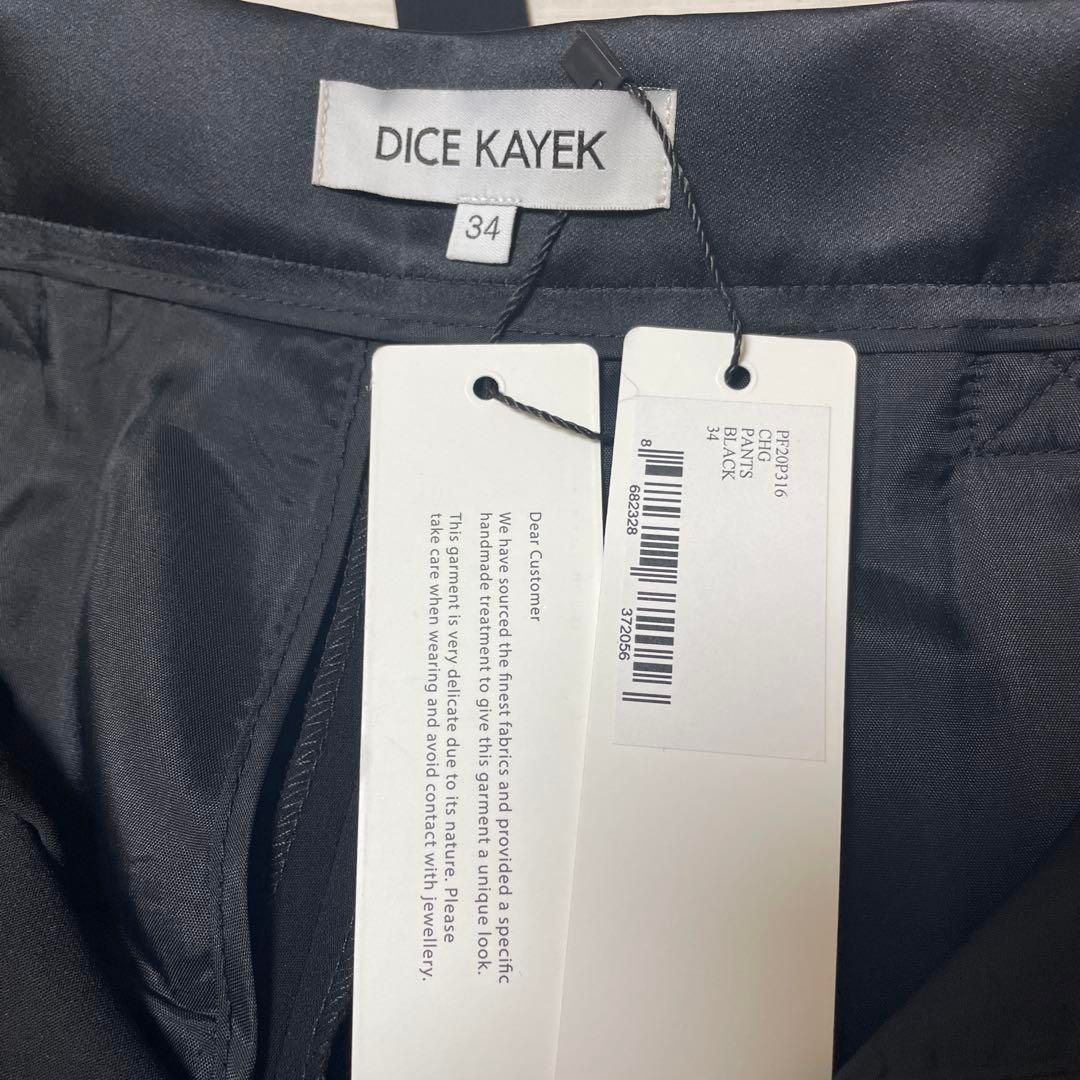 DICE KAYEK
34
Dear Customer
We have sourced the finest fabrics and provided a specific
handmade treatment to give this garment a unique look.
This garment is very delicate due to its nature. Please
take care when wearing and avoid contact with jewellery.
PF20P316
CHG
PANTS
BLACK
34
8 682328 372056